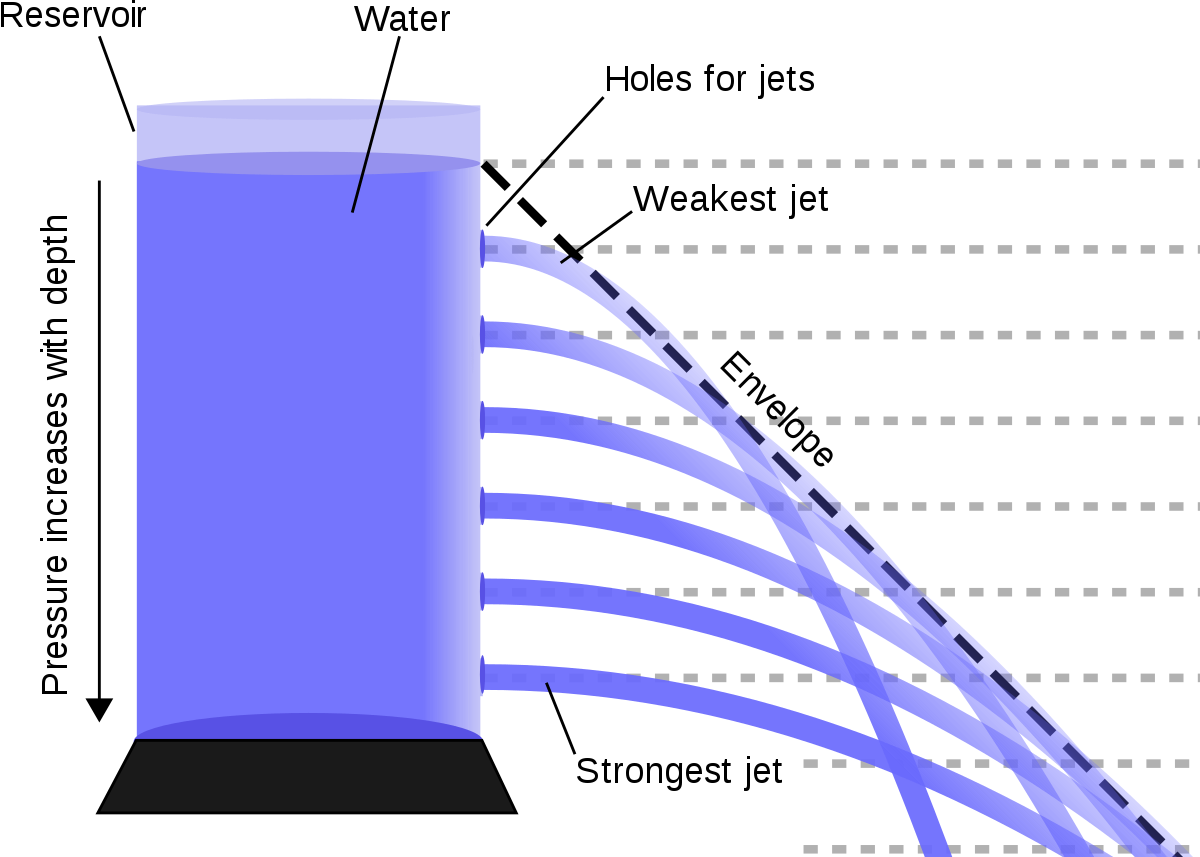 Reservoir
Water
Holes for jets
Weakest jet
Pressure increases with depth
Envelope
Strongest jet